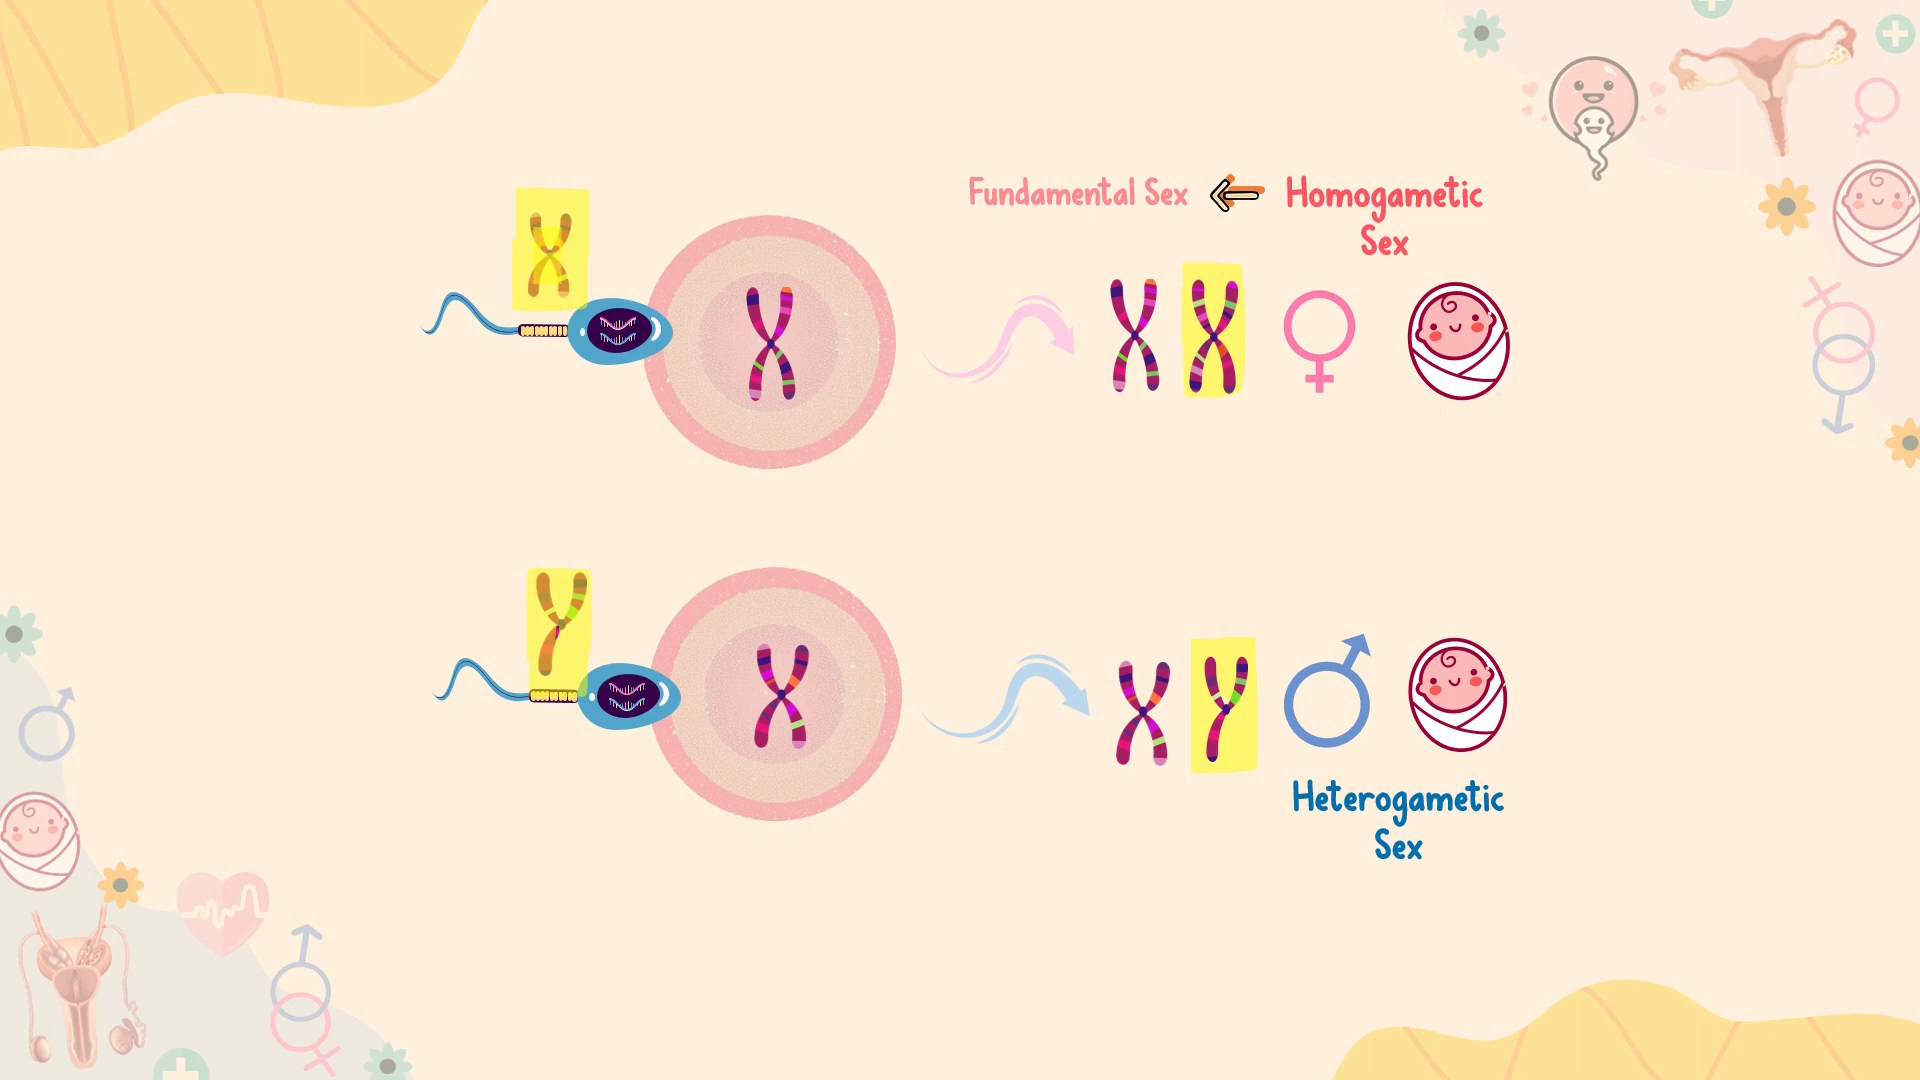 Fundamental Sex
Homogametic
Sex
Heterogametic
Sex